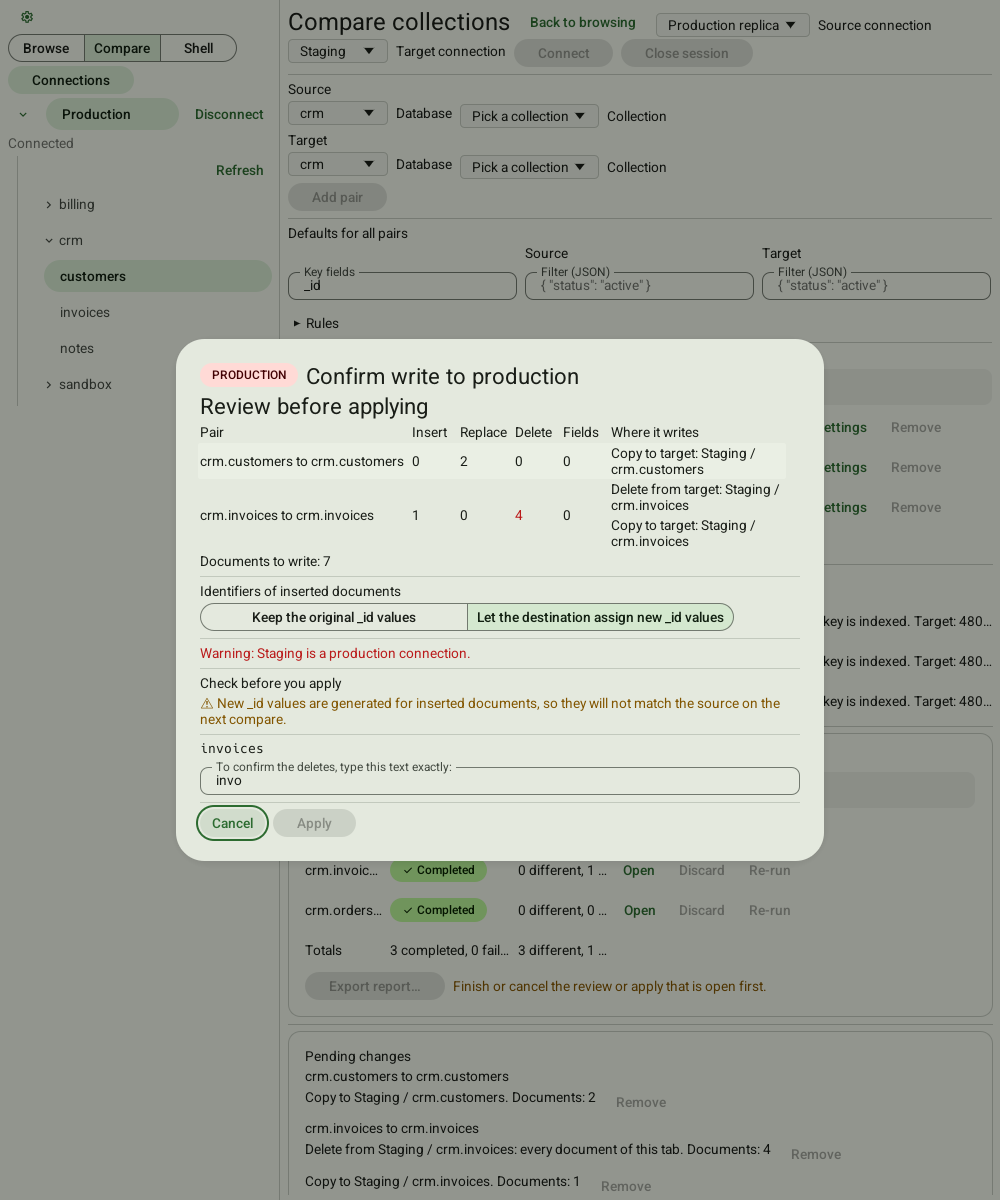 Browse Compare Shell
Connections
Production Disconnect
Connected
Refresh
billing
crm
customers
invoices
notes
sandbox
Compare collections Back to browsing Production replica Source connection
Staging Target connection Connect Close session
Source
crm Database Pick a collection Collection
Target
crm Database Pick a collection Collection
Add pair
Defaults for all pairs
Source Target
Key fields Filter (JSON) Filter (JSON)
_id { "status": "active" } { "status": "active" }
Rules
ettings Remove
ettings Remove
ettings Remove
key is indexed. Target: 480…
key is indexed. Target: 480…
key is indexed. Target: 480…
PRODUCTION Confirm write to production
Review before applying
Pair Insert Replace Delete Fields Where it writes
crm.customers to crm.customers 0 2 0 0 Copy to target: Staging /
crm.customers
Delete from target: Staging /
crm.invoices
crm.invoices to crm.invoices 1 0 4 0
Copy to target: Staging /
crm.invoices
Documents to write: 7
Identifiers of inserted documents
Keep the original _id values Let the destination assign new _id values
Warning: Staging is a production connection.
Check before you apply
⚠ New _id values are generated for inserted documents, so they will not match the source on the
next compare.
invoices
To confirm the deletes, type this text exactly:
invo
Cancel Apply
crm.invoic… ✓ Completed 0 different, 1 … Open Discard Re-run
crm.orders… ✓ Completed 0 different, 0 … Open Discard Re-run
Totals 3 completed, 0 fail… 3 different, 1 …
Export report… Finish or cancel the review or apply that is open first.
Pending changes
crm.customers to crm.customers
Copy to Staging / crm.customers. Documents: 2 Remove
crm.invoices to crm.invoices
Delete from Staging / crm.invoices: every document of this tab. Documents: 4 Remove
Copy to Staging / crm.invoices. Documents: 1 Remove